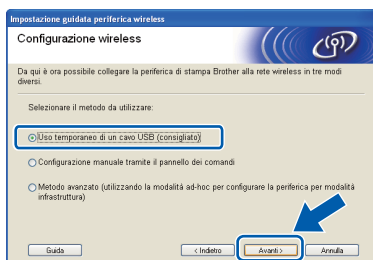 Impostazione guidata periferica wireless
Configurazione wireless
Da qui è ora possibile collegare la periferica di stampa Brother alla rete wireless in tre modi
diversi.
Selezionare il metodo da utilizzare:
Uso temporaneo di un cavo USB (consigliato)
Configurazione manuale tramite il pannello dei comandi
Metodo avanzato (utilizzando la modalità ad-hoc per configurare la periferica per modalità
infrastruttura)
Guida
< Indietro
Avanti >
Annulla